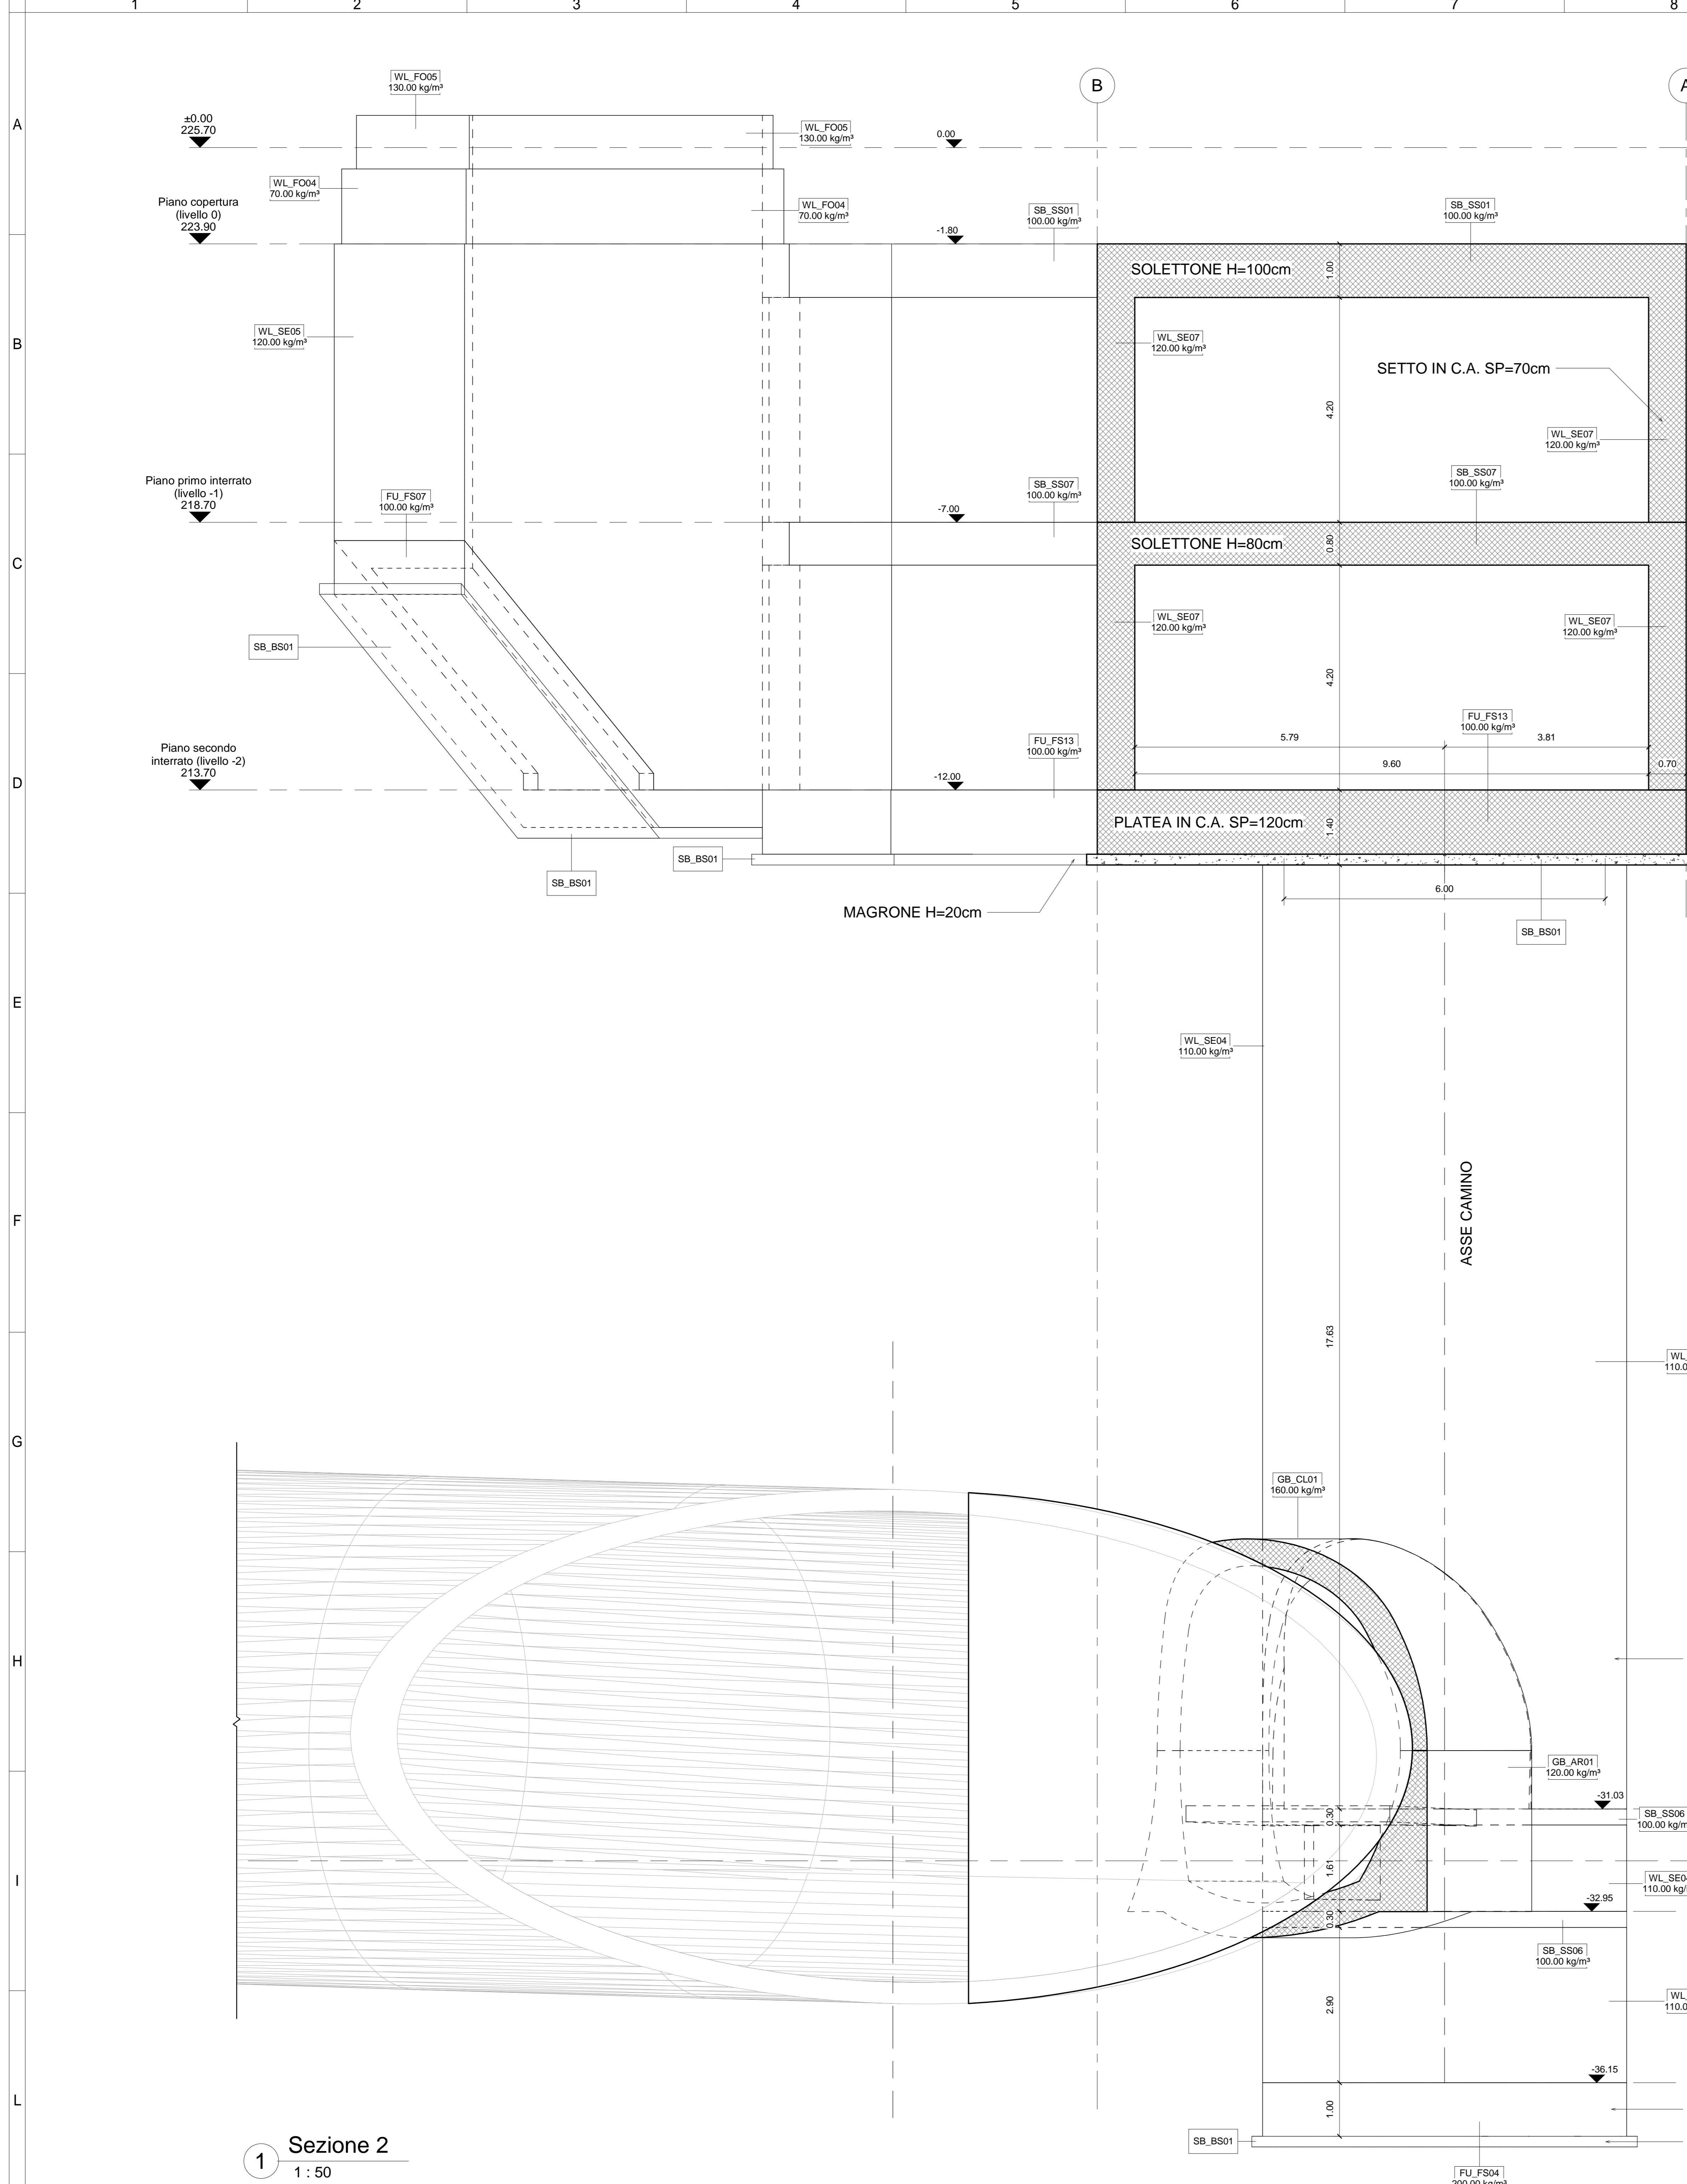 1
2
3
4
5
6
7
8
A
B
C
D
E
F
G
H
I
L
B
WL_FO05
130.00 kg/m³
±0.00
225.70
WL_FO05
130.00 kg/m³
0.00
WL_FO04
70.00 kg/m³
Piano copertura
(livello 0)
223.90
WL_FO04
70.00 kg/m³
SB_SS01
100.00 kg/m³
SB_SS01
100.00 kg/m³
-1.80
SOLETTONE H=100cm
1.00
WL_SE05
120.00 kg/m³
WL_SE07
120.00 kg/m³
SETTO IN C.A. SP=70cm
4.20
WL_SE07
120.00 kg/m³
Piano primo interrato
(livello -1)
218.70
FU_FS07
100.00 kg/m³
SB_SS07
100.00 kg/m³
SB_SS07
100.00 kg/m³
-7.00
SOLETTONE H=80cm
0.80
WL_SE07
120.00 kg/m³
WL_SE07
120.00 kg/m³
SB_BS01
4.20
FU_FS13
100.00 kg/m³
FU_FS13
100.00 kg/m³
5.79
3.81
Piano secondo
interrato (livello -2)
213.70
9.60
0.70
-12.00
PLATEA IN C.A. SP=120cm
1.40
SB_BS01
SB_BS01
6.00
MAGRONE H=20cm
SB_BS01
WL_SE04
110.00 kg/m³
ASSE CAMINO
17.63
GB_CL01
160.00 kg/m³
GB_AR01
120.00 kg/m³
-31.03
0.30
SB_SS06
1.61
-32.95
0.30
SB_SS06
100.00 kg/m³
2.90
-36.15
1.00
SB_BS01
FU_FS04
200.00 kg/m³
1
Sezione 2
1 : 50